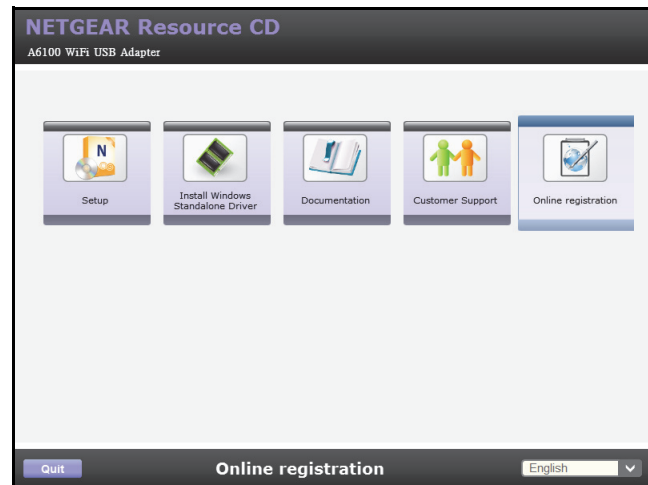 NETGEAR Resource CD
A6100 WiFi USB Adapter
N
Setup
Install Windows
Standalone Driver
Documentation
Customer Support
Online registration
Quit
Online registration
English